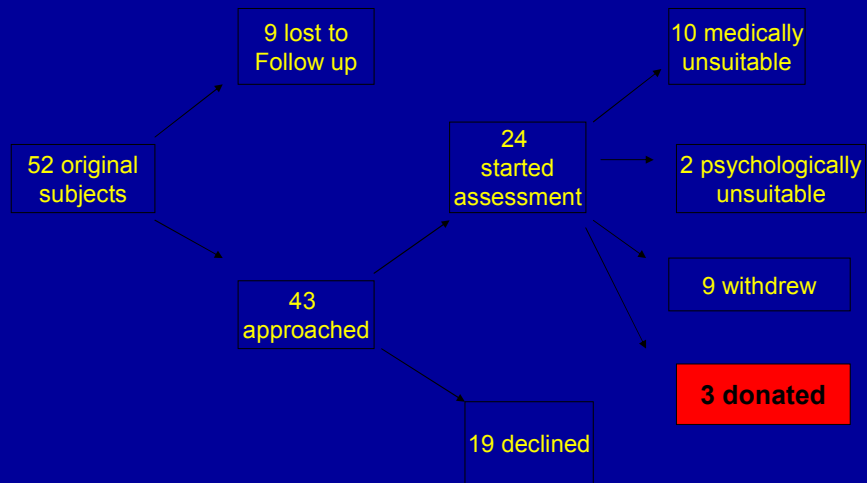 9 lost to
Follow up
10 medically
unsuitable
52 original
subjects
24
started
assessment
2 psychologically
unsuitable
43
approached
9 withdrew
3 donated
19 declined